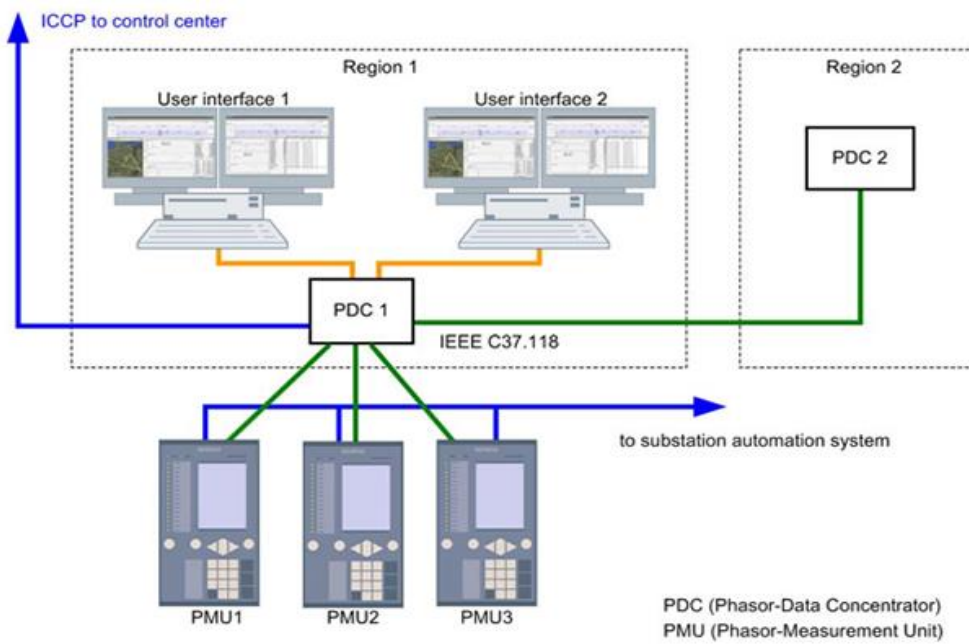 ICCP to control center
Region 1
Region 2
User interface 1
User interface 2
PDC 2
PDC 1
IEEE C37.118
to substation automation system
PMU1
PMU2
PMU3
PDC (Phasor-Data Concentrator)
PMU (Phasor-Measurement Unit)